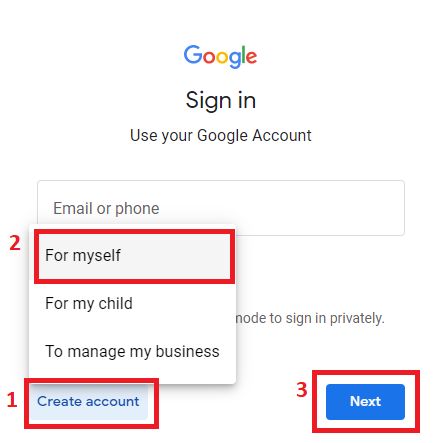 Google
Sign in
Use your Google Account
Email or phone
2
For myself
For my child
mode to sign in privately.
To manage my business
1
Create account
3
Next